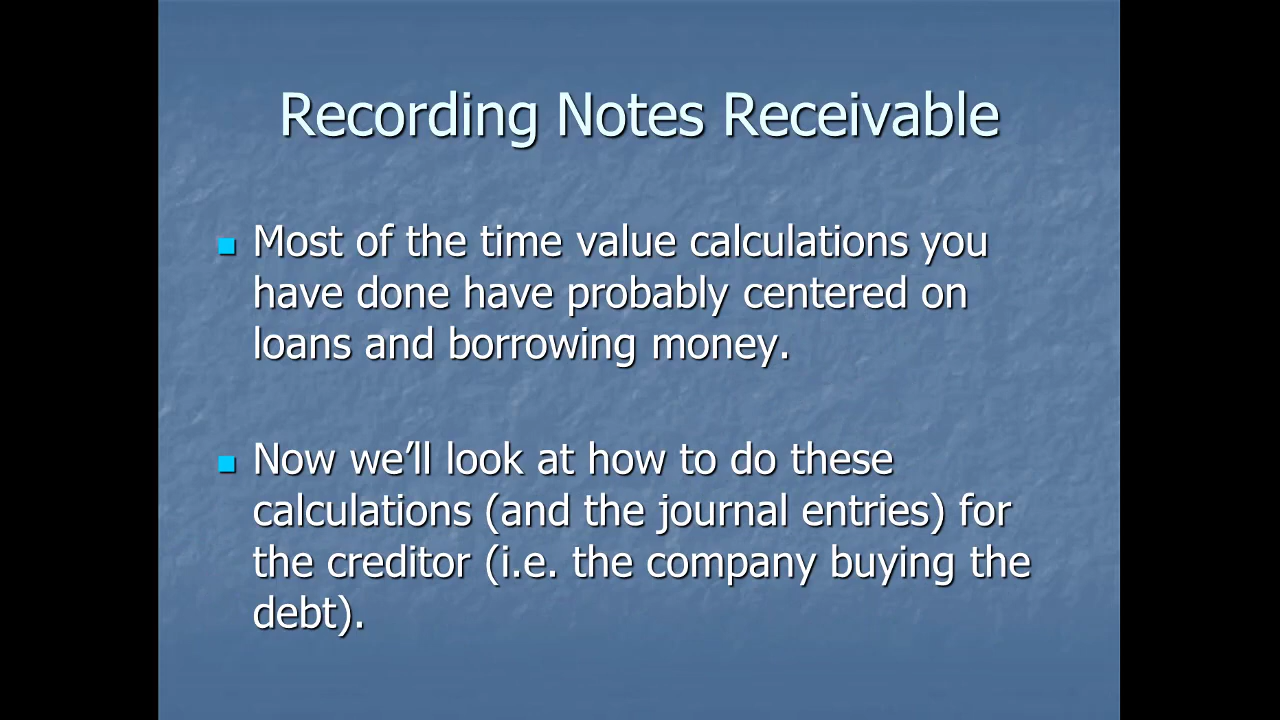 Recording Notes Receivable
Most of the time value calculations you
have done have probably centered on
loans and borrowing money.
Now we’ll look at how to do these
calculations (and the journal entries) for
the creditor (i.e. the company buying the
debt).